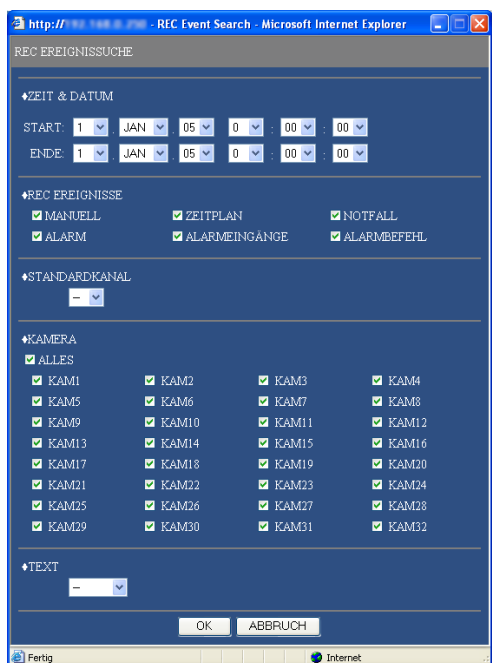 http:// - REC Event Search - Microsoft Internet Explorer
REC EREIGNISSUCHE
♦ZEIT & DATUM
START: 1 . JAN . 05 0 : 00 : 00
ENDE: 1 . JAN . 05 0 : 00 : 00
♦REC EREIGNISSE
MANUELL ZEITPLAN NOTFALL
ALARM ALARMEINGÄNGE ALARMBEFEHL
♦STANDARDKANAL
–
♦KAMERA
ALLES
KAM1 KAM2 KAM3 KAM4
KAM5 KAM6 KAM7 KAM8
KAM9 KAM10 KAM11 KAM12
KAM13 KAM14 KAM15 KAM16
KAM17 KAM18 KAM19 KAM20
KAM21 KAM22 KAM23 KAM24
KAM25 KAM26 KAM27 KAM28
KAM29 KAM30 KAM31 KAM32
♦TEXT
–
OK ABBRUCH
Fertig Internet